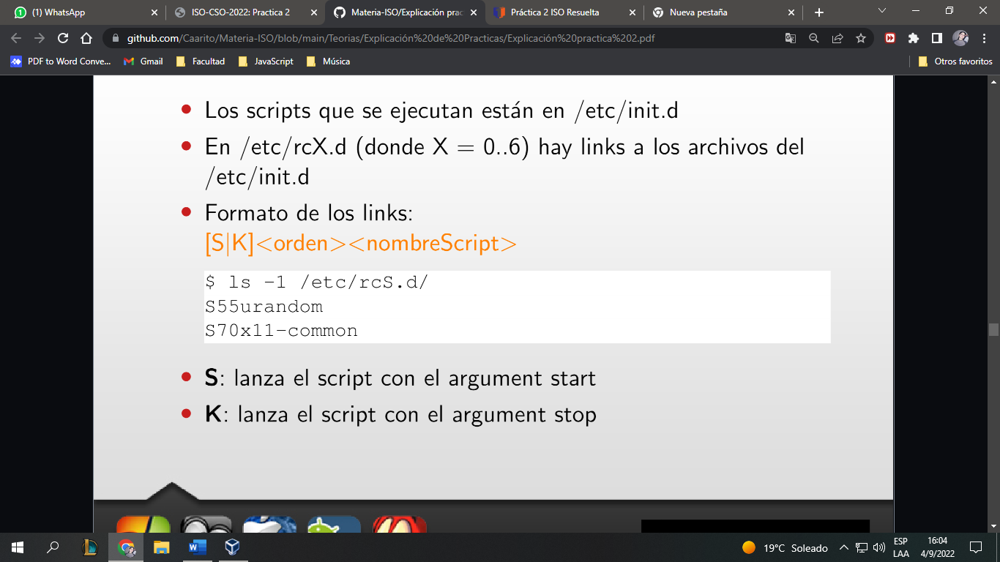 (1) WhatsApp
ISO-CSO-2022: Practica 2
Materia-ISO/Explicación prac
Práctica 2 ISO Resuelta
Nueva pestaña
github.com/Caarito/Materia-ISO/blob/main/Teorias/Explicación%20de%20Practicas/Explicación%20practica%202.pdf
PDF to Word Conve...
Gmail
Facultad
JavaScript
Música
Otros favoritos
• Los scripts que se ejecutan están en /etc/init.d
• En /etc/rcX.d (donde X = 0..6) hay links a los archivos del
/etc/init.d
• Formato de los links:
[S|K]<orden><nombreScript>
$ ls -1 /etc/rcS.d/
S55urandom
S70x11-common
• S: lanza el script con el argument start
• K: lanza el script con el argument stop
19°C Soleado
ESP
LAA
16:04
4/9/2022